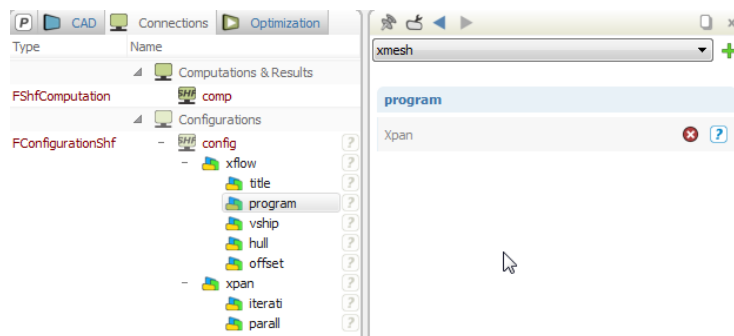 P CAD Connections Optimization
Type Name
Computations & Results
FShfComputation SHF comp
Configurations
FConfigurationShf SHF config ?
xflow ?
title ?
program ?
vship ?
hull ?
offset ?
xpan ?
iterati ?
parall ?
xmesh
program
Xpan ?